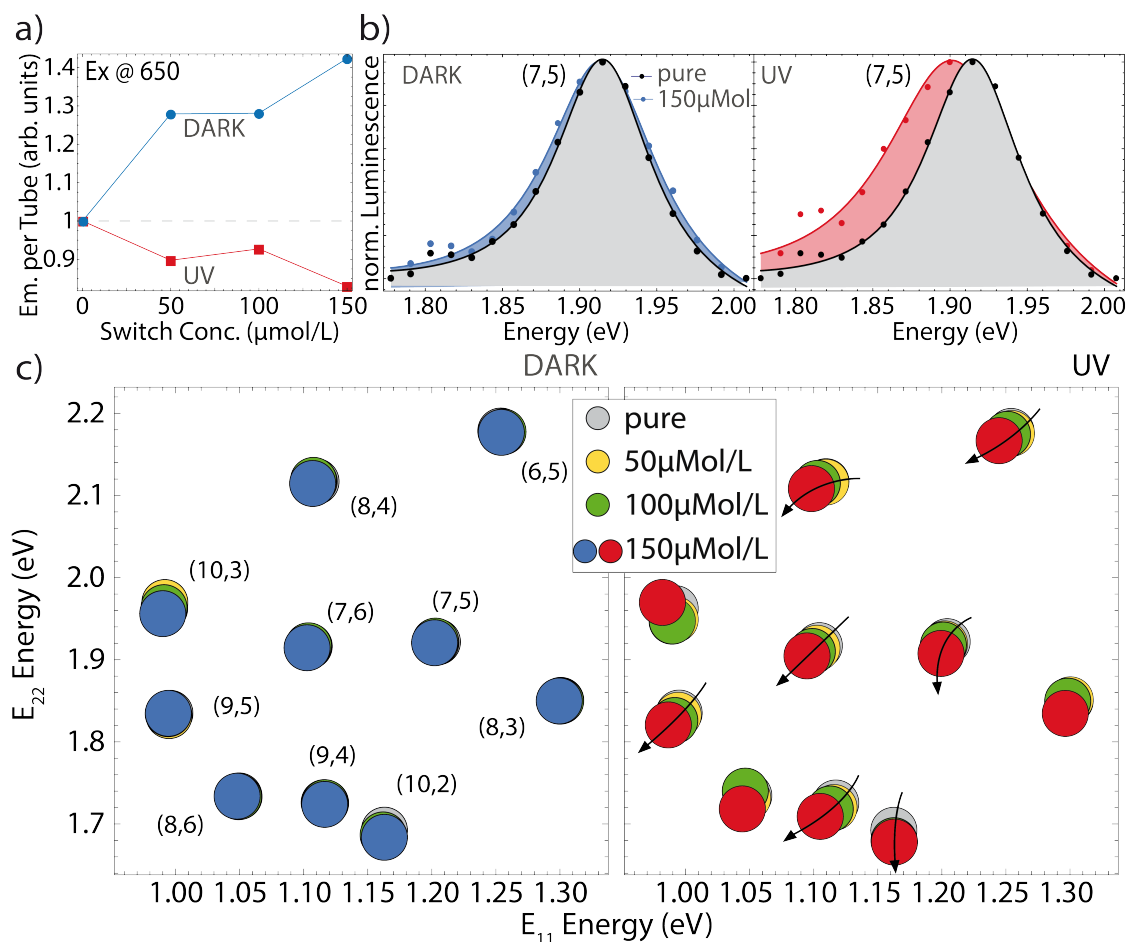 a)
Em. per Tube (arb. units)
1.4
1.3
1.2
1.1
1
0.9
Ex @ 650
DARK
UV
0 50 100 150
Switch Conc. (μmol/L)
b)
norm. Luminescence
DARK
(7,5)
pure
150μMol
1.80 1.85 1.90 1.95 2.00
Energy (eV)
UV
(7,5)
1.80 1.85 1.90 1.95 2.00
Energy (eV)
c)
DARK
UV
E22 Energy (eV)
2.2
2.1
2.0
1.9
1.8
1.7
(6,5)
(8,4)
(10,3)
(7,6)
(7,5)
(9,5)
(8,3)
(9,4)
(10,2)
(8,6)
pure
50μMol/L
100μMol/L
150μMol/L
1.00 1.05 1.10 1.15 1.20 1.25 1.30
1.00 1.05 1.10 1.15 1.20 1.25 1.30
E11 Energy (eV)